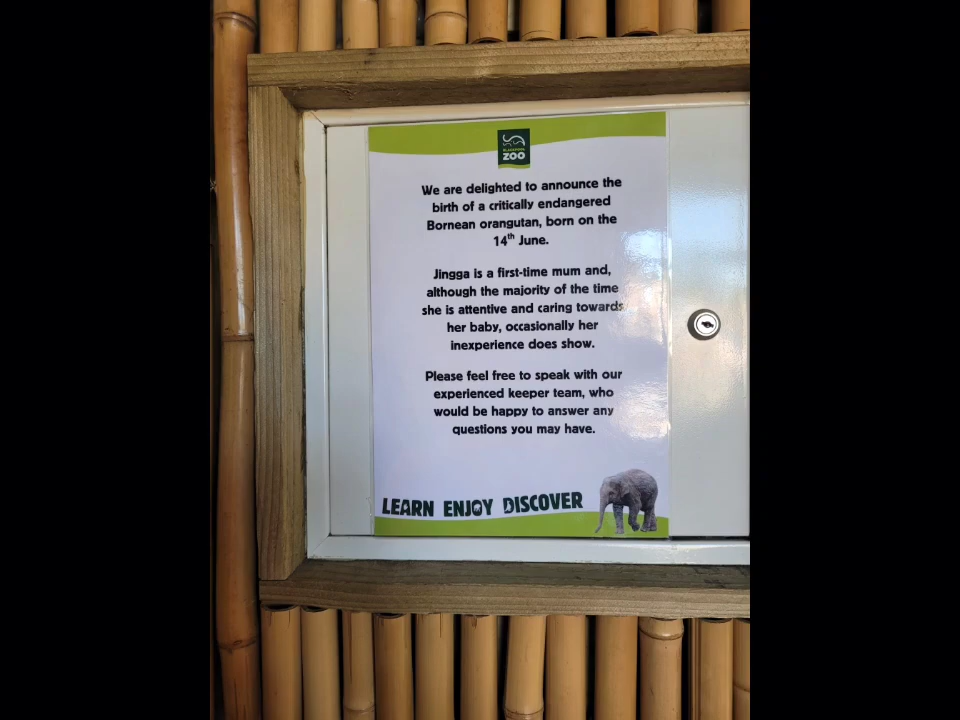 BLACKPOOL
ZOO
We are delighted to announce the
birth of a critically endangered
Bornean orangutan, born on the
14th June.
Jingga is a first-time mum and,
although the majority of the time
she is attentive and caring towards
her baby, occasionally her
inexperience does show.
Please feel free to speak with our
experienced keeper team, who
would be happy to answer any
questions you may have.
LEARN ENJOY DISCOVER